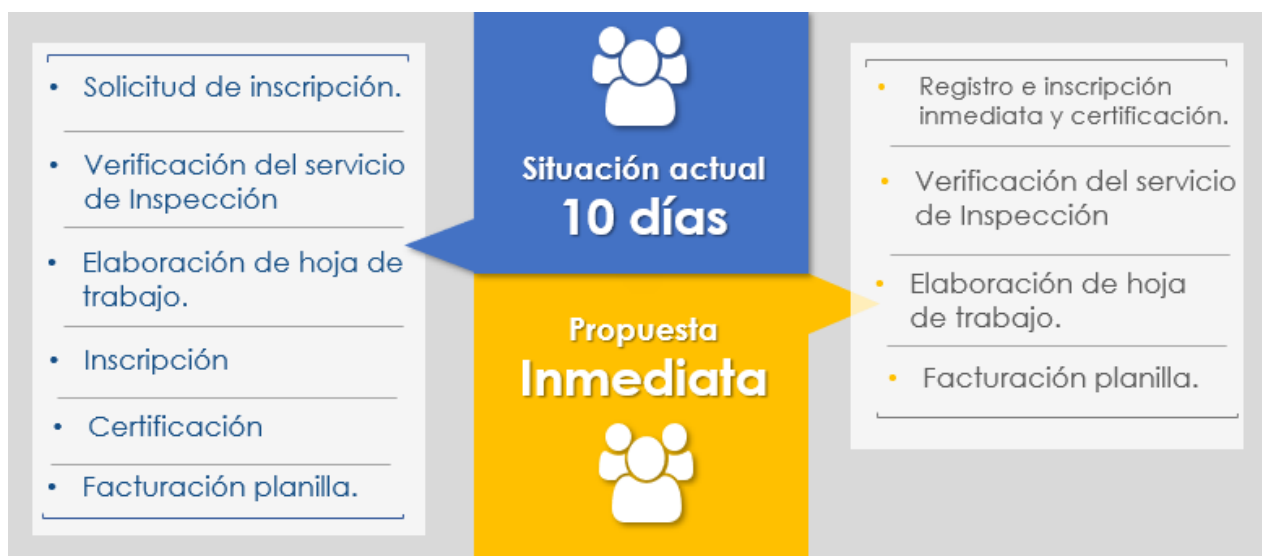 • Solicitud de inscripción.
• Verificación del servicio
de Inspección
• Elaboración de hoja de
trabajo.
• Inscripción
• Certificación
• Facturación planilla.
Situación actual
10 días
Propuesta
Inmediata
• Registro e inscripción
inmediata y certificación.
• Verificación del servicio
de Inspección
• Elaboración de hoja
de trabajo.
• Facturación planilla.